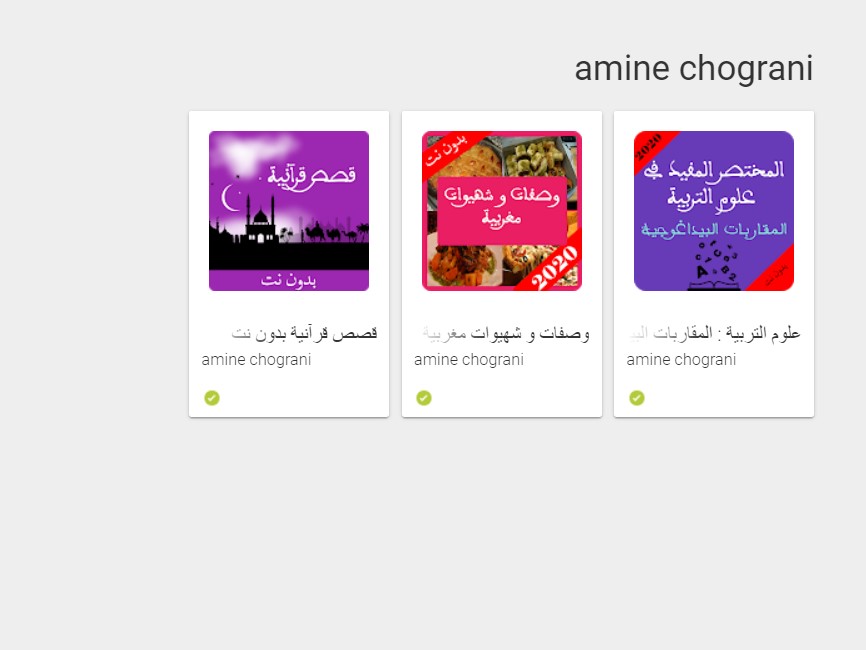 amine chograni
2020
المختصر المفيد في
علوم التربية
المقاربات البيداغوجية
بدون نت
علوم التربية : المقاربات البيد
amine chograni
بدون نت
وصفات و شهيوات
مغربية
2020
وصفات و شهيوات مغربية
amine chograni
قصص قرآنية
بدون نت
قصص قرآنية بدون نت
amine chograni